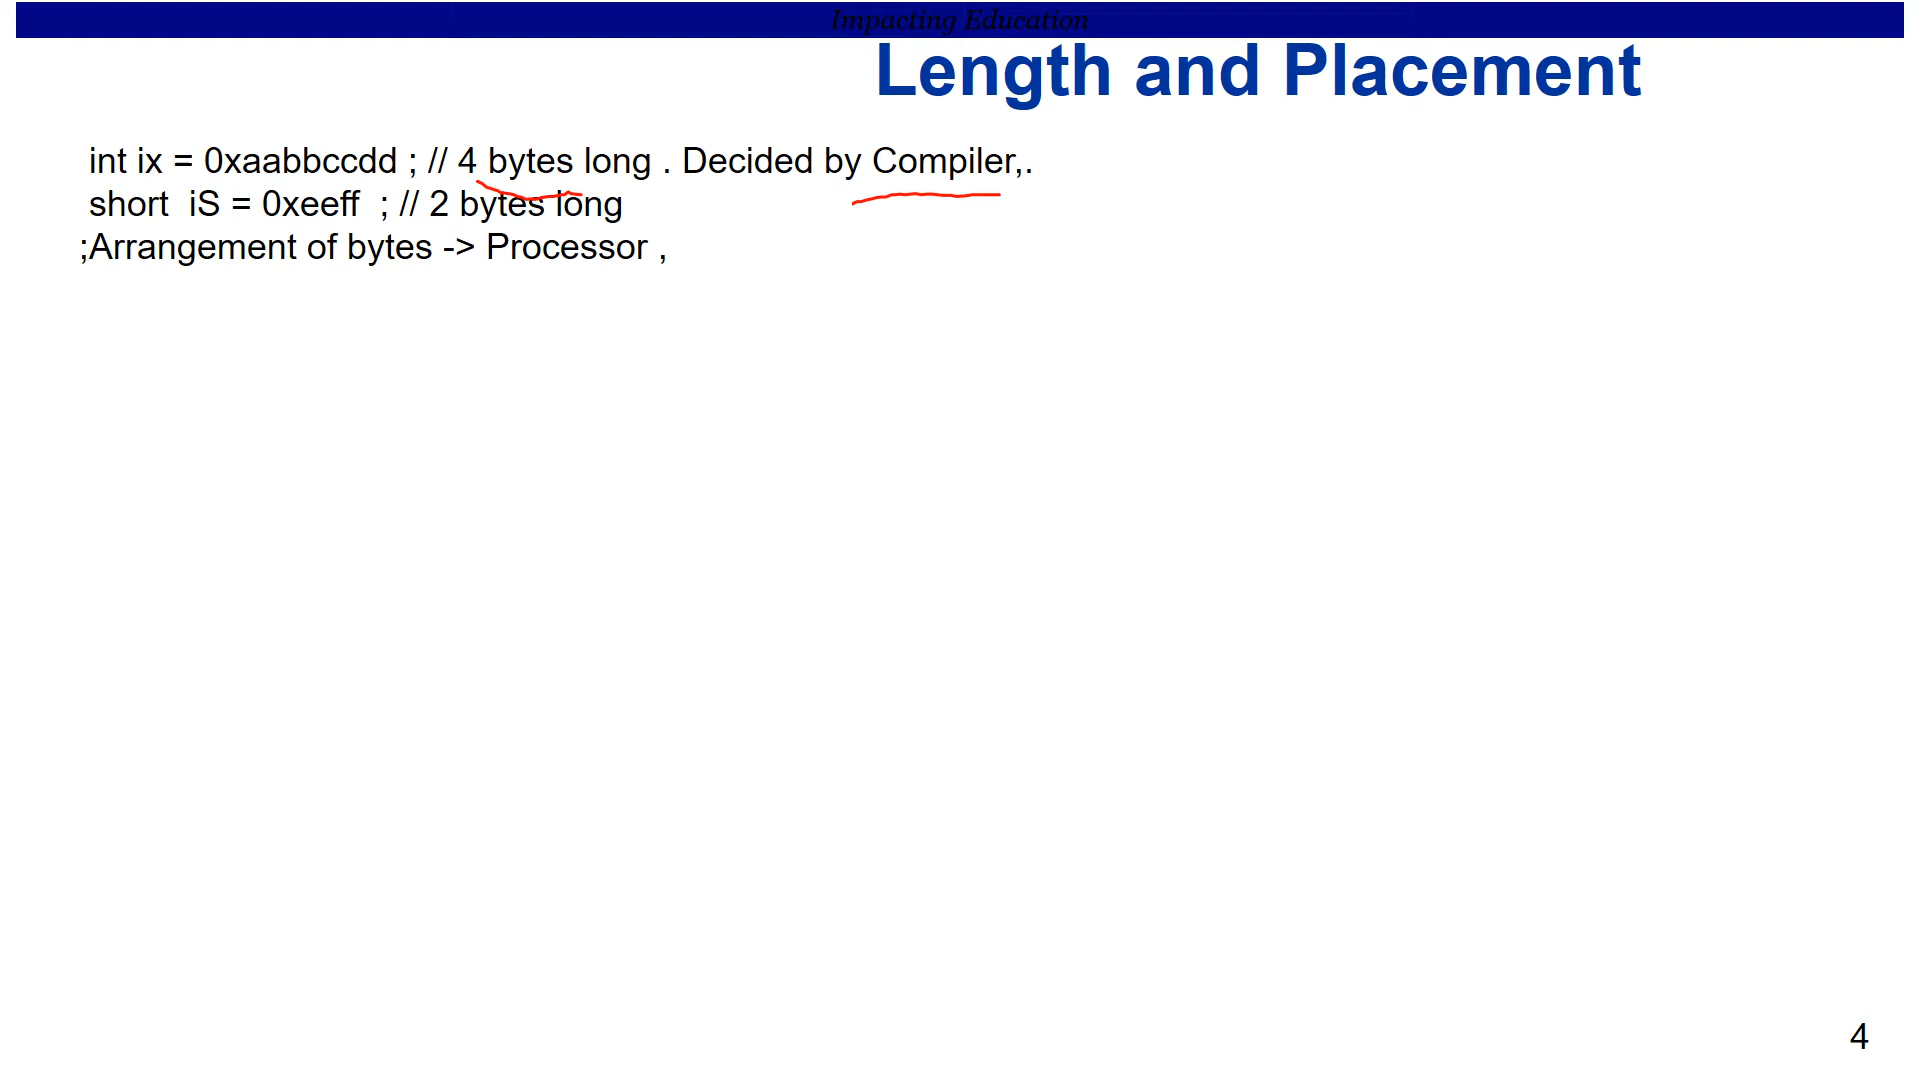 Impacting Education
Length and Placement
int ix = 0xaabbccdd ; // 4 bytes long . Decided by Compiler,.
short  iS = 0xeeff  ; // 2 bytes long
;Arrangement of bytes -> Processor ,
4